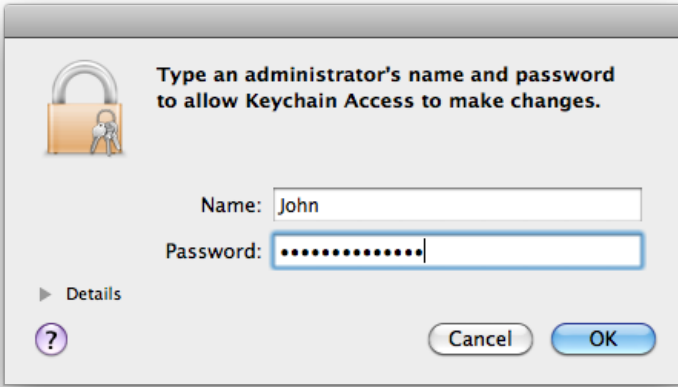 Type an administrator's name and password
to allow Keychain Access to make changes.
Name: John
Password: ••••••••••••••
Details
? Cancel OK